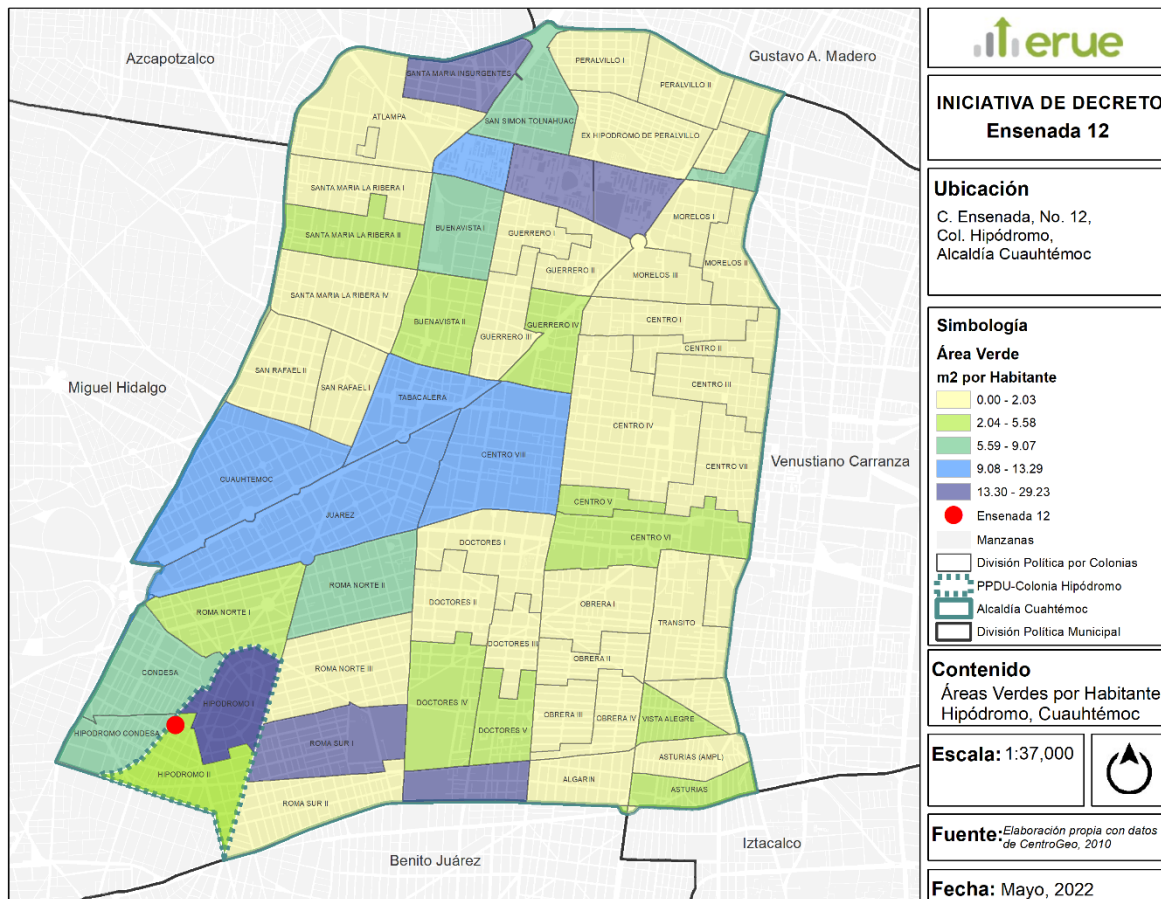 Azcapotzalco
Gustavo A. Madero
Miguel Hidalgo
Venustiano Carranza
Benito Juárez
Iztacalco
SANTA MARIA INSURGENTES
PERALVILLO I
PERALVILLO II
ATLAMPA
SAN SIMON TOLNAHUAC
EX HIPODROMO DE PERALVILLO
SANTA MARIA LA RIBERA I
SANTA MARIA LA RIBERA II
BUENAVISTA I
GUERRERO I
MORELOS I
MORELOS II
GUERRERO II
MORELOS III
SANTA MARIA LA RIBERA IV
BUENAVISTA II
GUERRERO III
GUERRERO IV
CENTRO I
CENTRO II
CENTRO III
SAN RAFAEL II
SAN RAFAEL I
TABACALERA
CENTRO IV
CENTRO VII
CENTRO VIII
CUAUHTEMOC
JUAREZ
CENTRO V
CENTRO VI
DOCTORES I
ROMA NORTE II
ROMA NORTE I
DOCTORES II
OBRERA I
TRANSITO
DOCTORES III
OBRERA II
CONDESA
ROMA NORTE III
HIPODROMO I
DOCTORES IV
DOCTORES V
OBRERA III
OBRERA IV
VISTA ALEGRE
HIPODROMO CONDESA
ROMA SUR I
ASTURIAS (AMPL)
HIPODROMO II
ALGARIN
ASTURIAS
ROMA SUR II
erue
INICIATIVA DE DECRETO
Ensenada 12
Ubicación
C. Ensenada, No. 12,
Col. Hipódromo,
Alcaldía Cuauhtémoc
Simbología
Área Verde
m2 por Habitante
0.00 - 2.03
2.04 - 5.58
5.59 - 9.07
9.08 - 13.29
13.30 - 29.23
Ensenada 12
Manzanas
División Política por Colonias
PPDU-Colonia Hipódromo
Alcaldía Cuahtémoc
División Política Municipal
Contenido
Áreas Verdes por Habitante
Hipódromo, Cuauhtémoc
Escala: 1:37,000
Fuente: Elaboración propia con datos
de CentroGeo, 2010
Fecha: Mayo, 2022